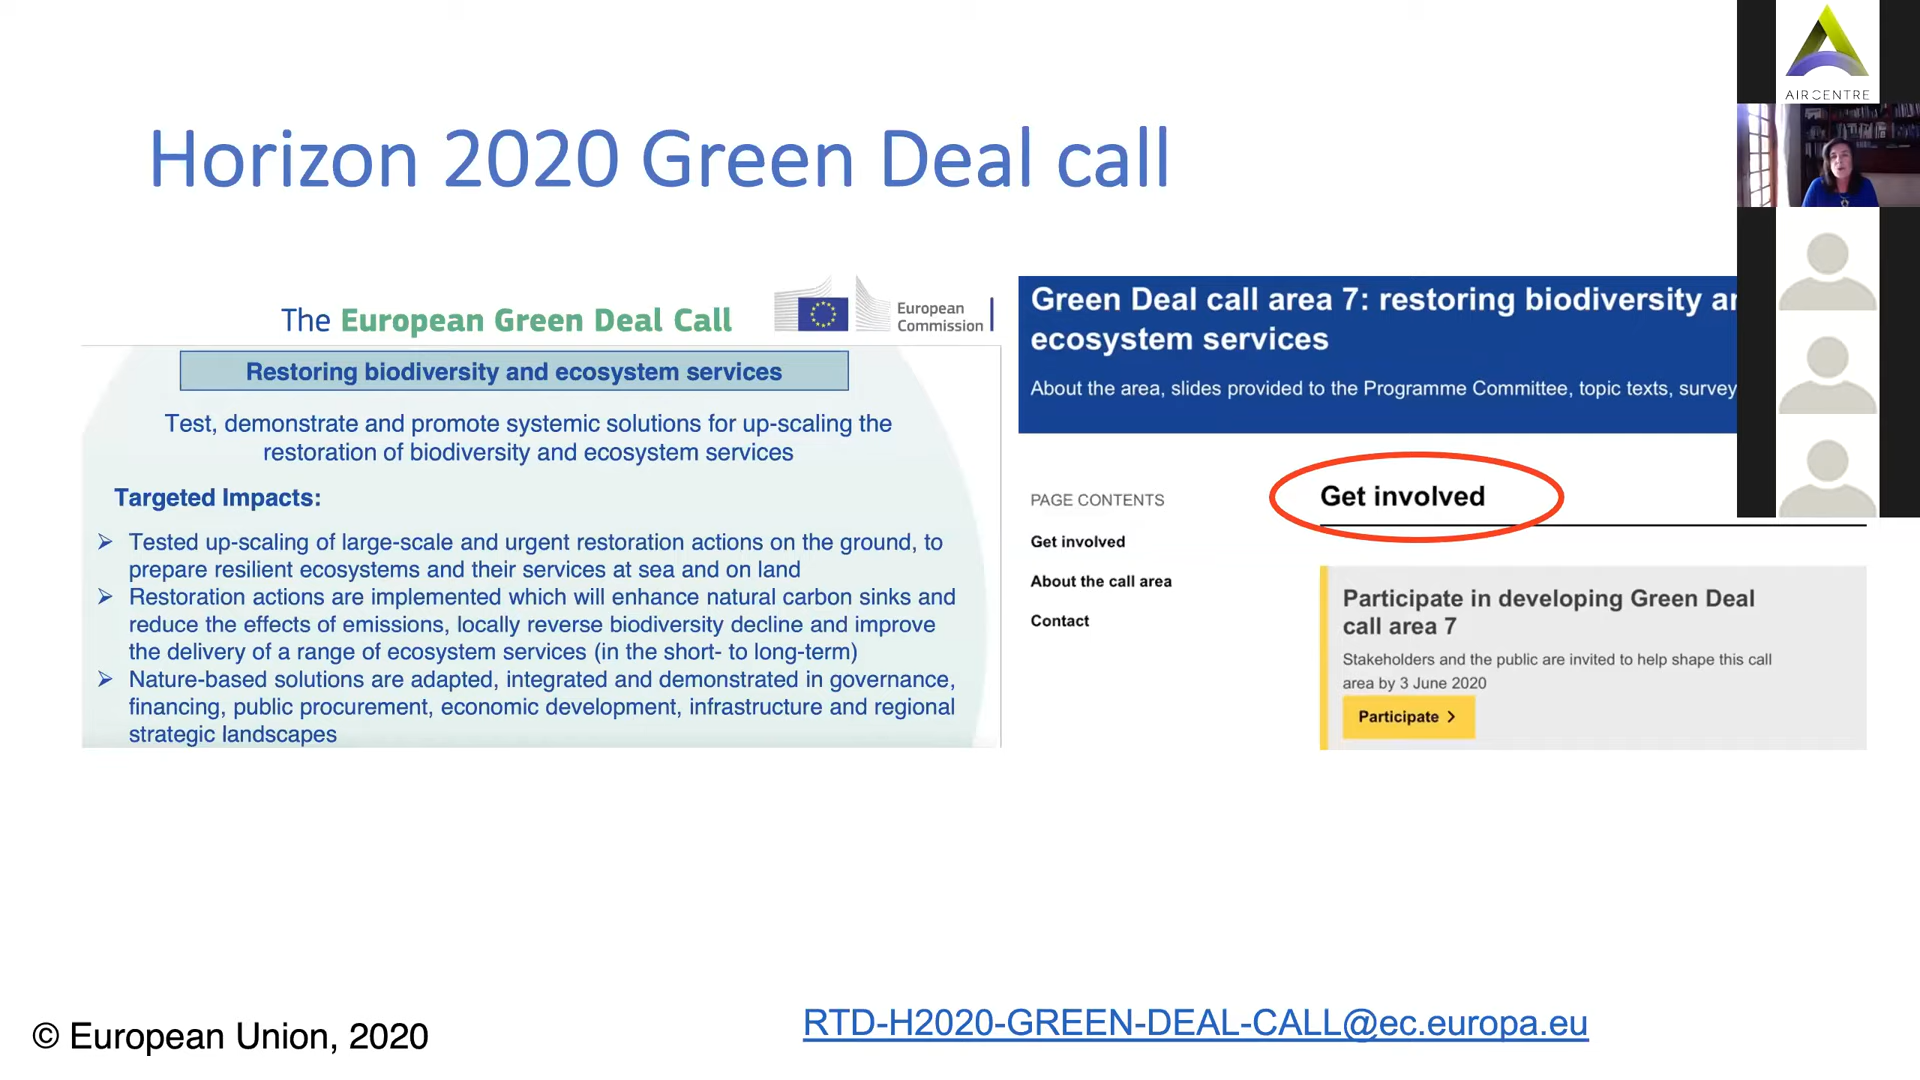 Horizon 2020 Green Deal call
The European Green Deal Call
European
Commission
Restoring biodiversity and ecosystem services
Test, demonstrate and promote systemic solutions for up-scaling the
restoration of biodiversity and ecosystem services
Targeted Impacts:
➢ Tested up-scaling of large-scale and urgent restoration actions on the ground, to
prepare resilient ecosystems and their services at sea and on land
➢ Restoration actions are implemented which will enhance natural carbon sinks and
reduce the effects of emissions, locally reverse biodiversity decline and improve
the delivery of a range of ecosystem services (in the short- to long-term)
➢ Nature-based solutions are adapted, integrated and demonstrated in governance,
financing, public procurement, economic development, infrastructure and regional
strategic landscapes
Green Deal call area 7: restoring biodiversity
ecosystem services
About the area, slides provided to the Programme Committee, topic texts, survey
PAGE CONTENTS
Get involved
About the call area
Contact
Get involved
Participate in developing Green Deal
call area 7
Stakeholders and the public are invited to help shape this call
area by 3 June 2020
Participate >
AIRCENTRE
© European Union, 2020
RTD-H2020-GREEN-DEAL-CALL@ec.europa.eu